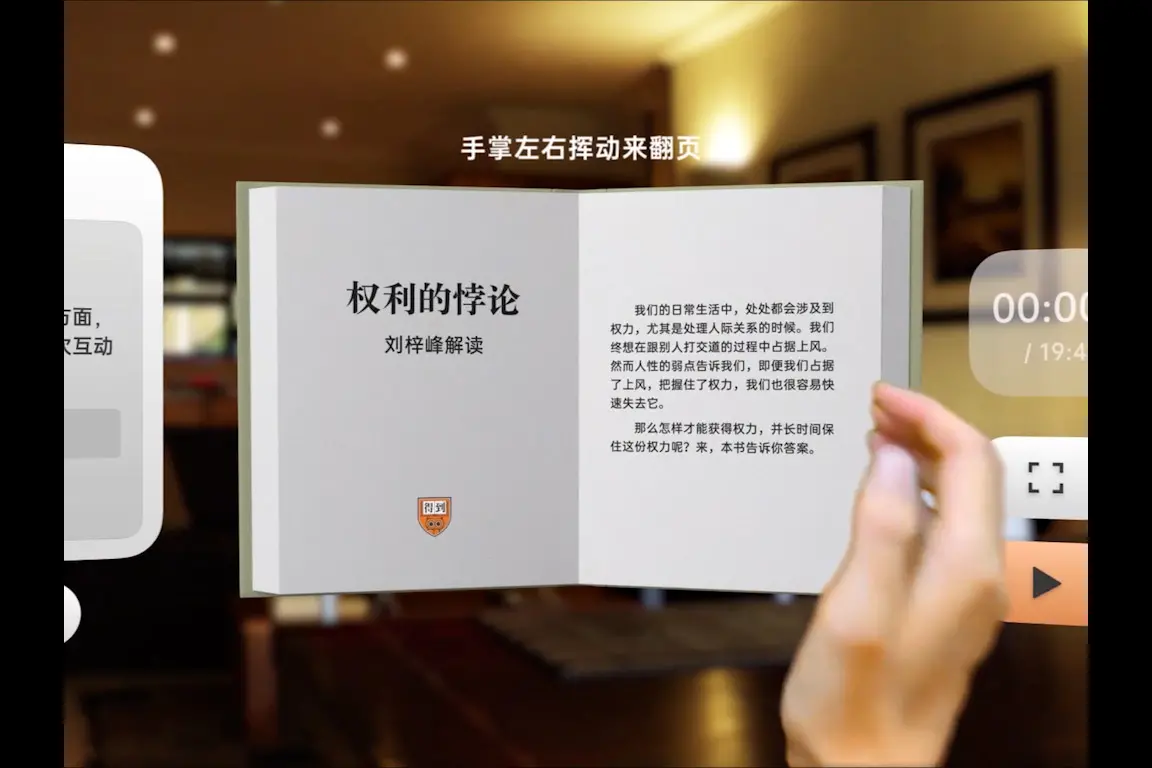 手掌左右挥动来翻页
方面，
次互动
权利的悖论
刘梓峰解读
得到
我们的日常生活中，处处都会涉及到
权力，尤其是处理人际关系的时候。我们
终想在跟别人打交道的过程中占据上风。
然而人性的弱点告诉我们，即便我们占据
了上风，把握住了权力，我们也很容易快
速失去它。
那么怎样才能获得权力，并长时间保
住这份权力呢？来，本书告诉你答案。
00:00
/ 19:4